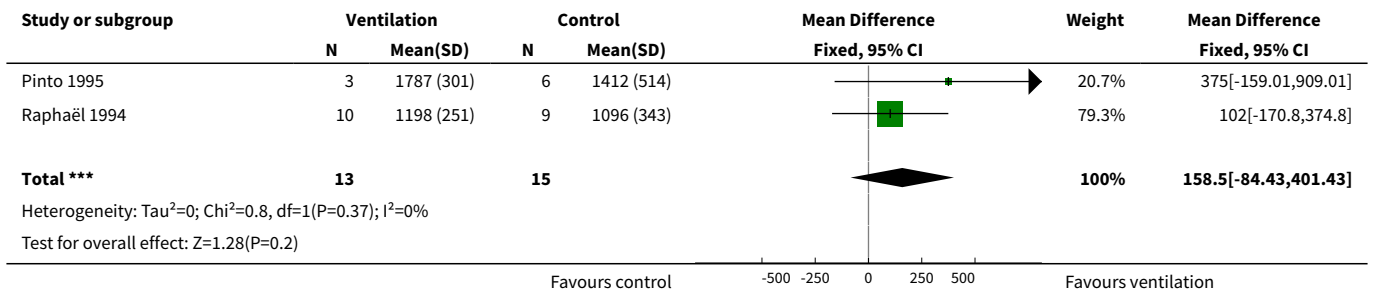 Study or subgroup Ventilation Control Mean Difference Weight Mean Difference
N Mean(SD) N Mean(SD) Fixed, 95% CI Fixed, 95% CI
Pinto 1995 3 1787 (301) 6 1412 (514) 20.7% 375[-159.01,909.01]
Raphaël 1994 10 1198 (251) 9 1096 (343) 79.3% 102[-170.8,374.8]
Total *** 13 15 100% 158.5[-84.43,401.43]
Heterogeneity: Tau²=0; Chi²=0.8, df=1(P=0.37); I²=0%
Test for overall effect: Z=1.28(P=0.2)
Favours control -500 -250 0 250 500 Favours ventilation